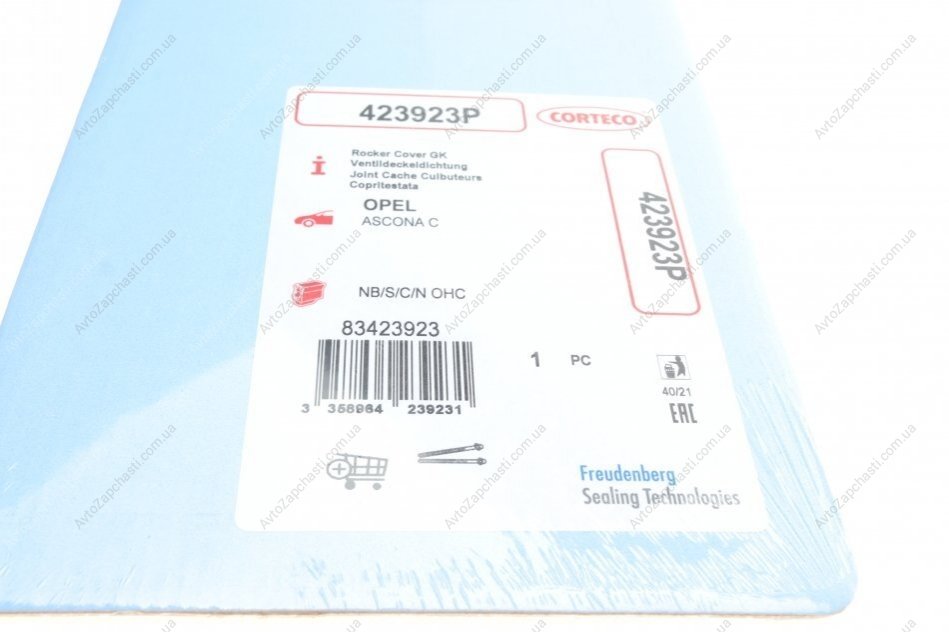 423923P
CORTECO
Rocker Cover GK
Ventildeckeldichtung
Joint Cache Culbuteurs
Copritestata
423923P
OPEL
ASCONA C
NB/S/C/N OHC
83423923
1 PC
3 358964 239231
40/21
EAC
Freudenberg
Sealing Technologies
AvtoZapchasti.com.ua